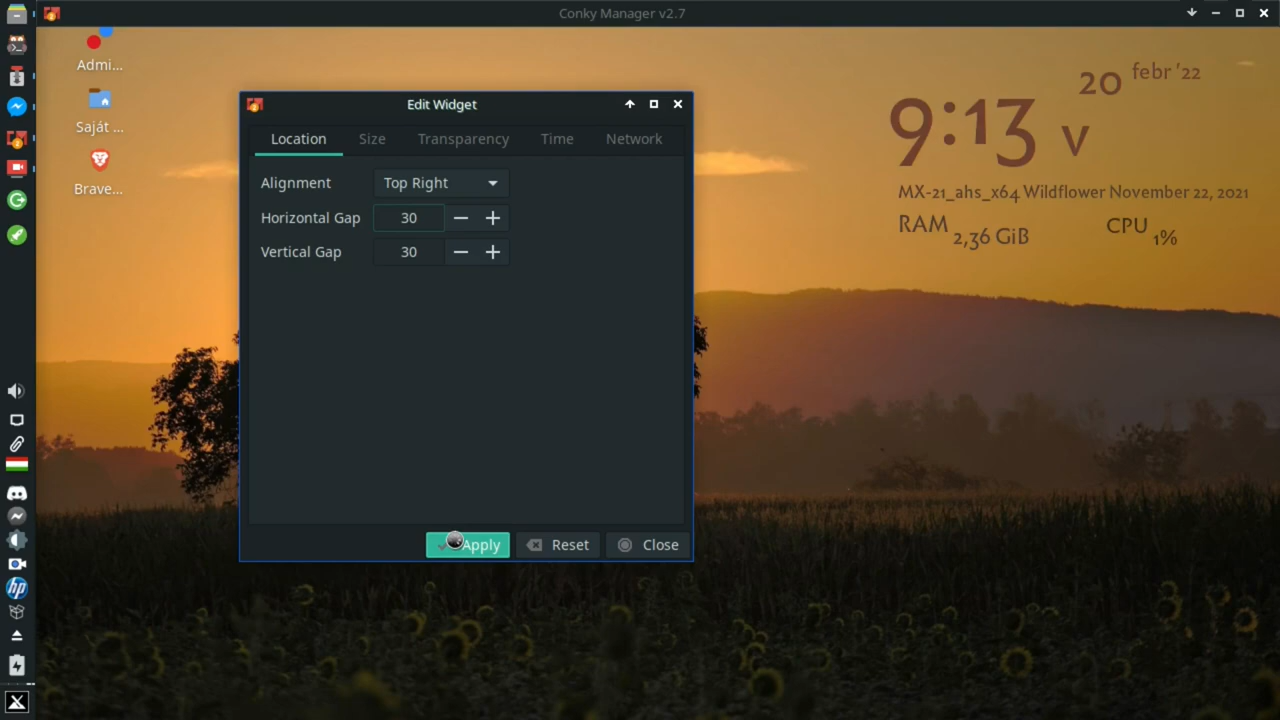 Conky Manager v2.7
Admi...
Saját ...
Brave...
Edit Widget
Location Size Transparency Time Network
Alignment Top Right
Horizontal Gap 30
Vertical Gap 30
Apply Reset Close
20 febr '22
9:13 v
MX-21_ahs_x64 Wildflower November 22, 2021
RAM 2,36 GiB CPU 1%
hp